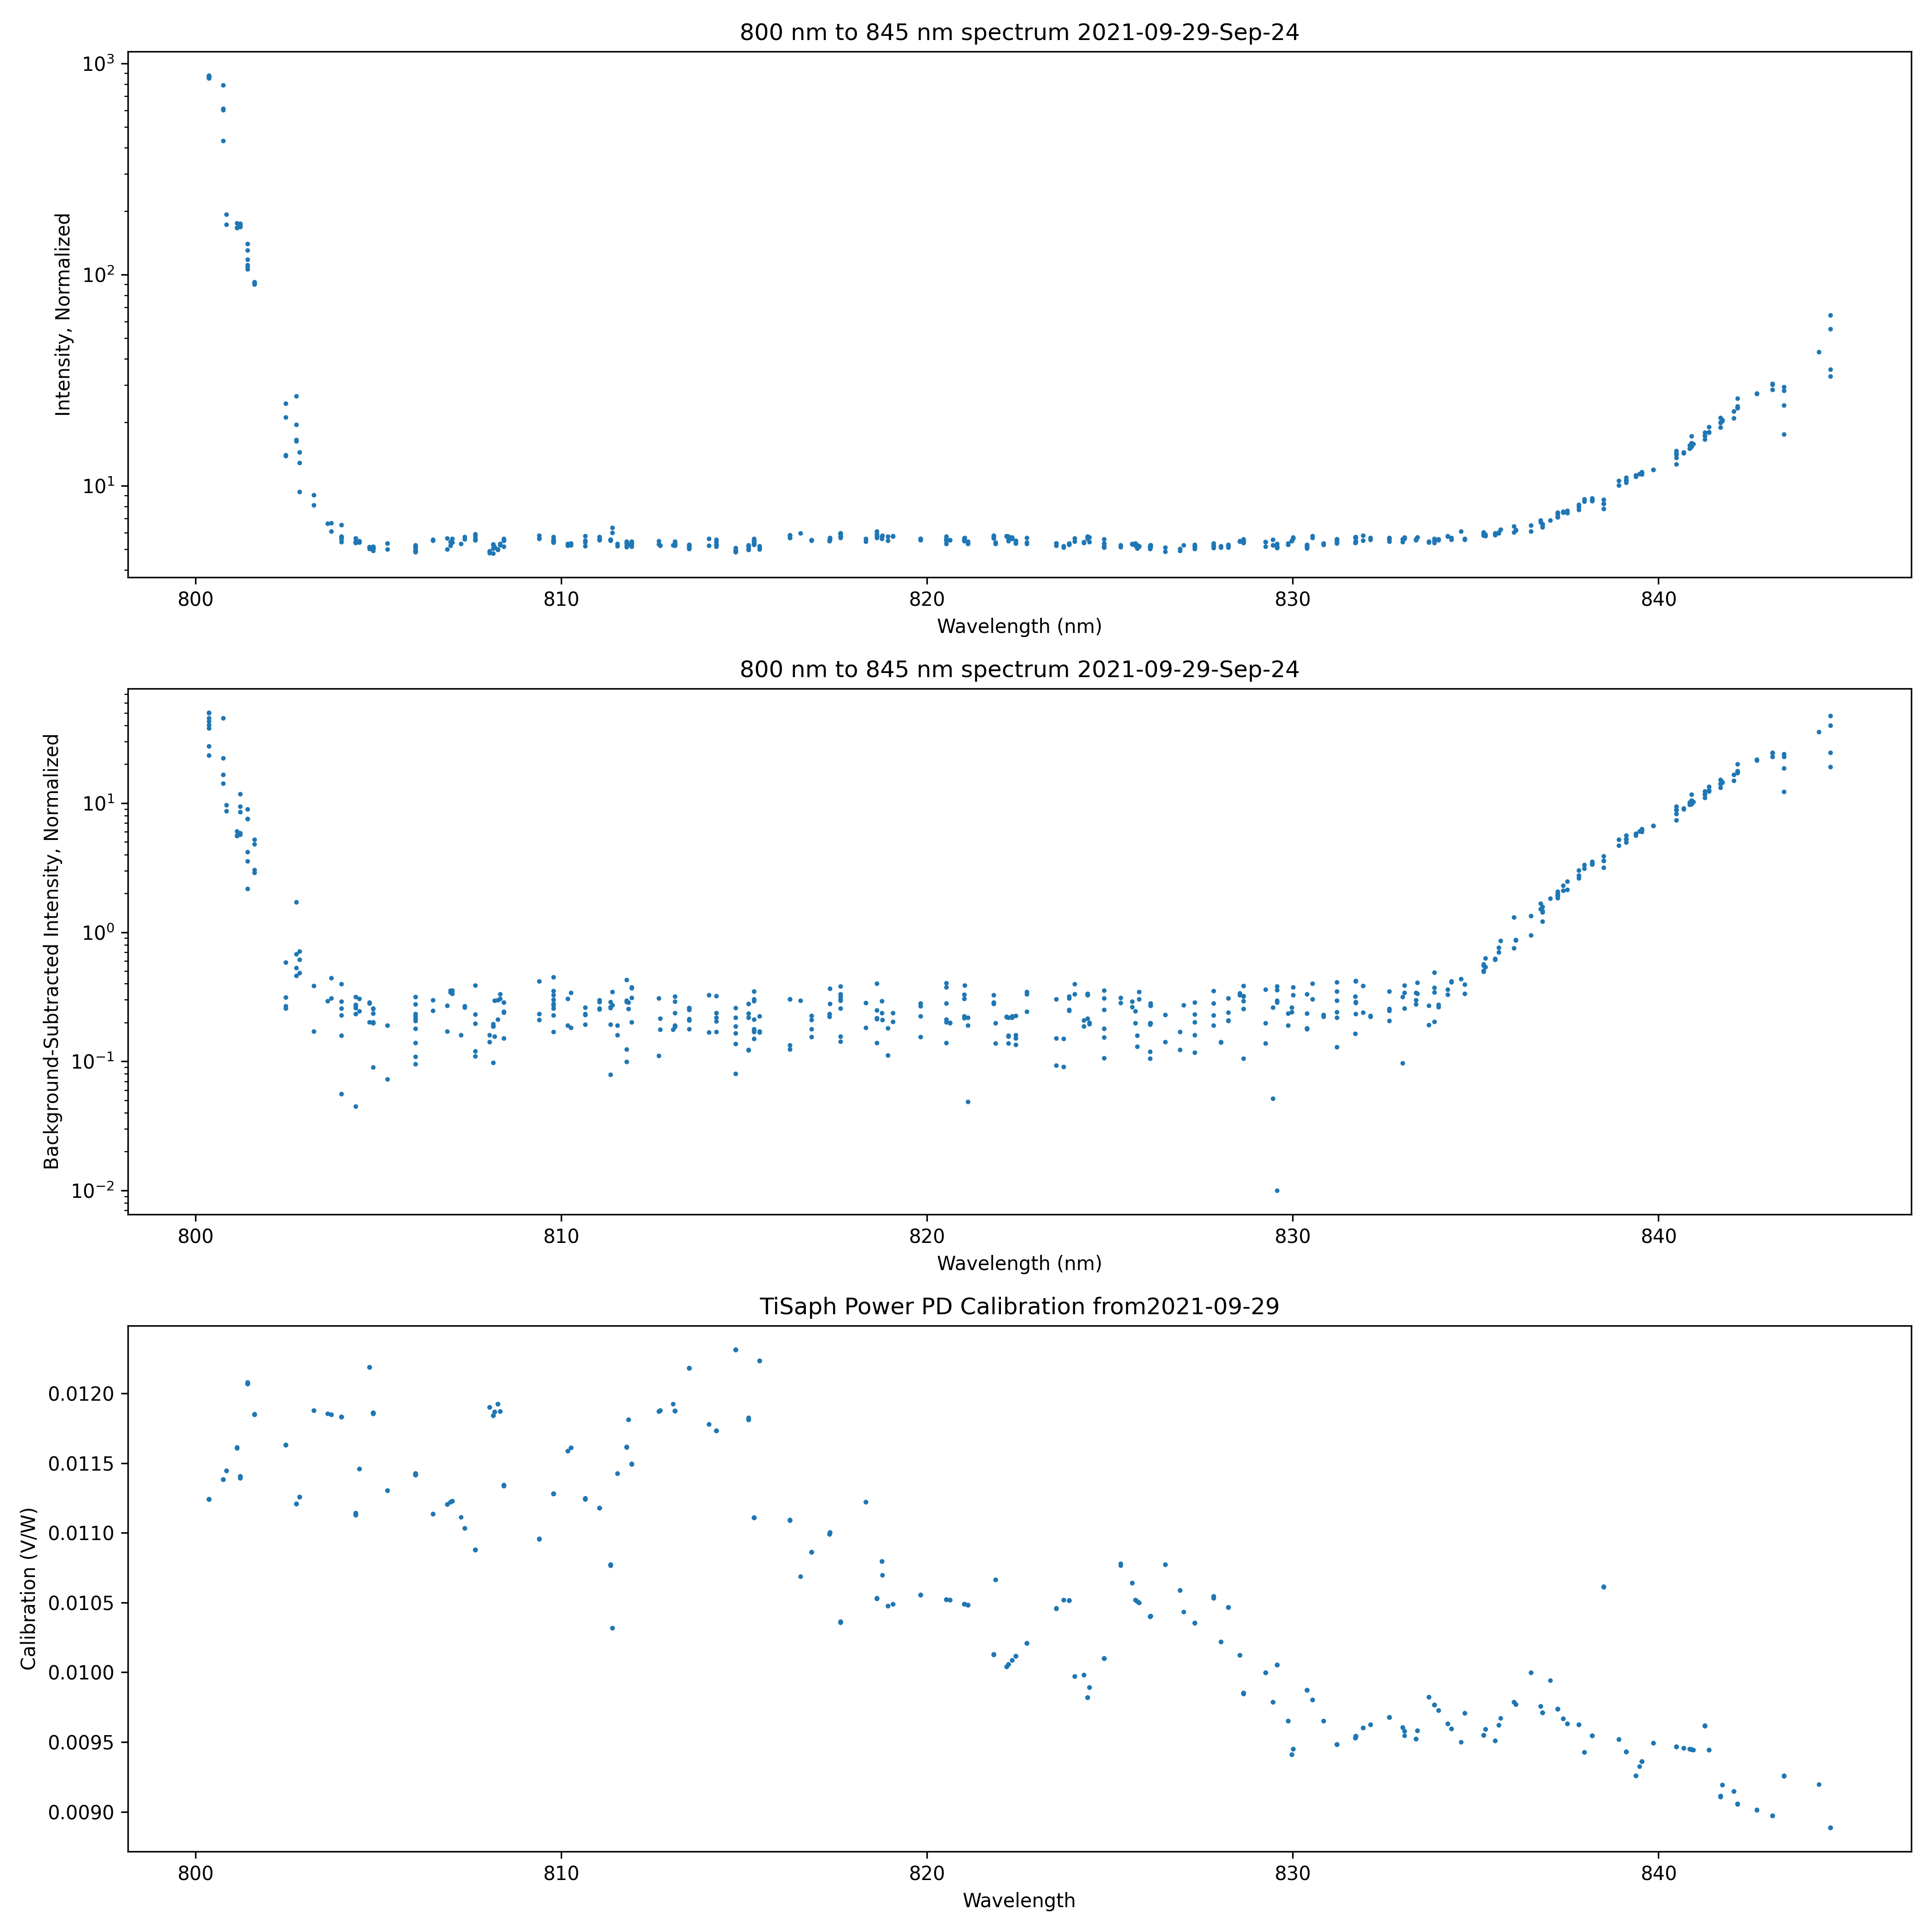 800 nm to 845 nm spectrum 2021-09-29-Sep-24
Intensity, Normalized
10³
10²
10¹
800 810 820 830 840
Wavelength (nm)
800 nm to 845 nm spectrum 2021-09-29-Sep-24
Background-Subtracted Intensity, Normalized
10¹
10⁰
10⁻¹
10⁻²
800 810 820 830 840
Wavelength (nm)
TiSaph Power PD Calibration from2021-09-29
Calibration (V/W)
0.0120
0.0115
0.0110
0.0105
0.0100
0.0095
0.0090
800 810 820 830 840
Wavelength